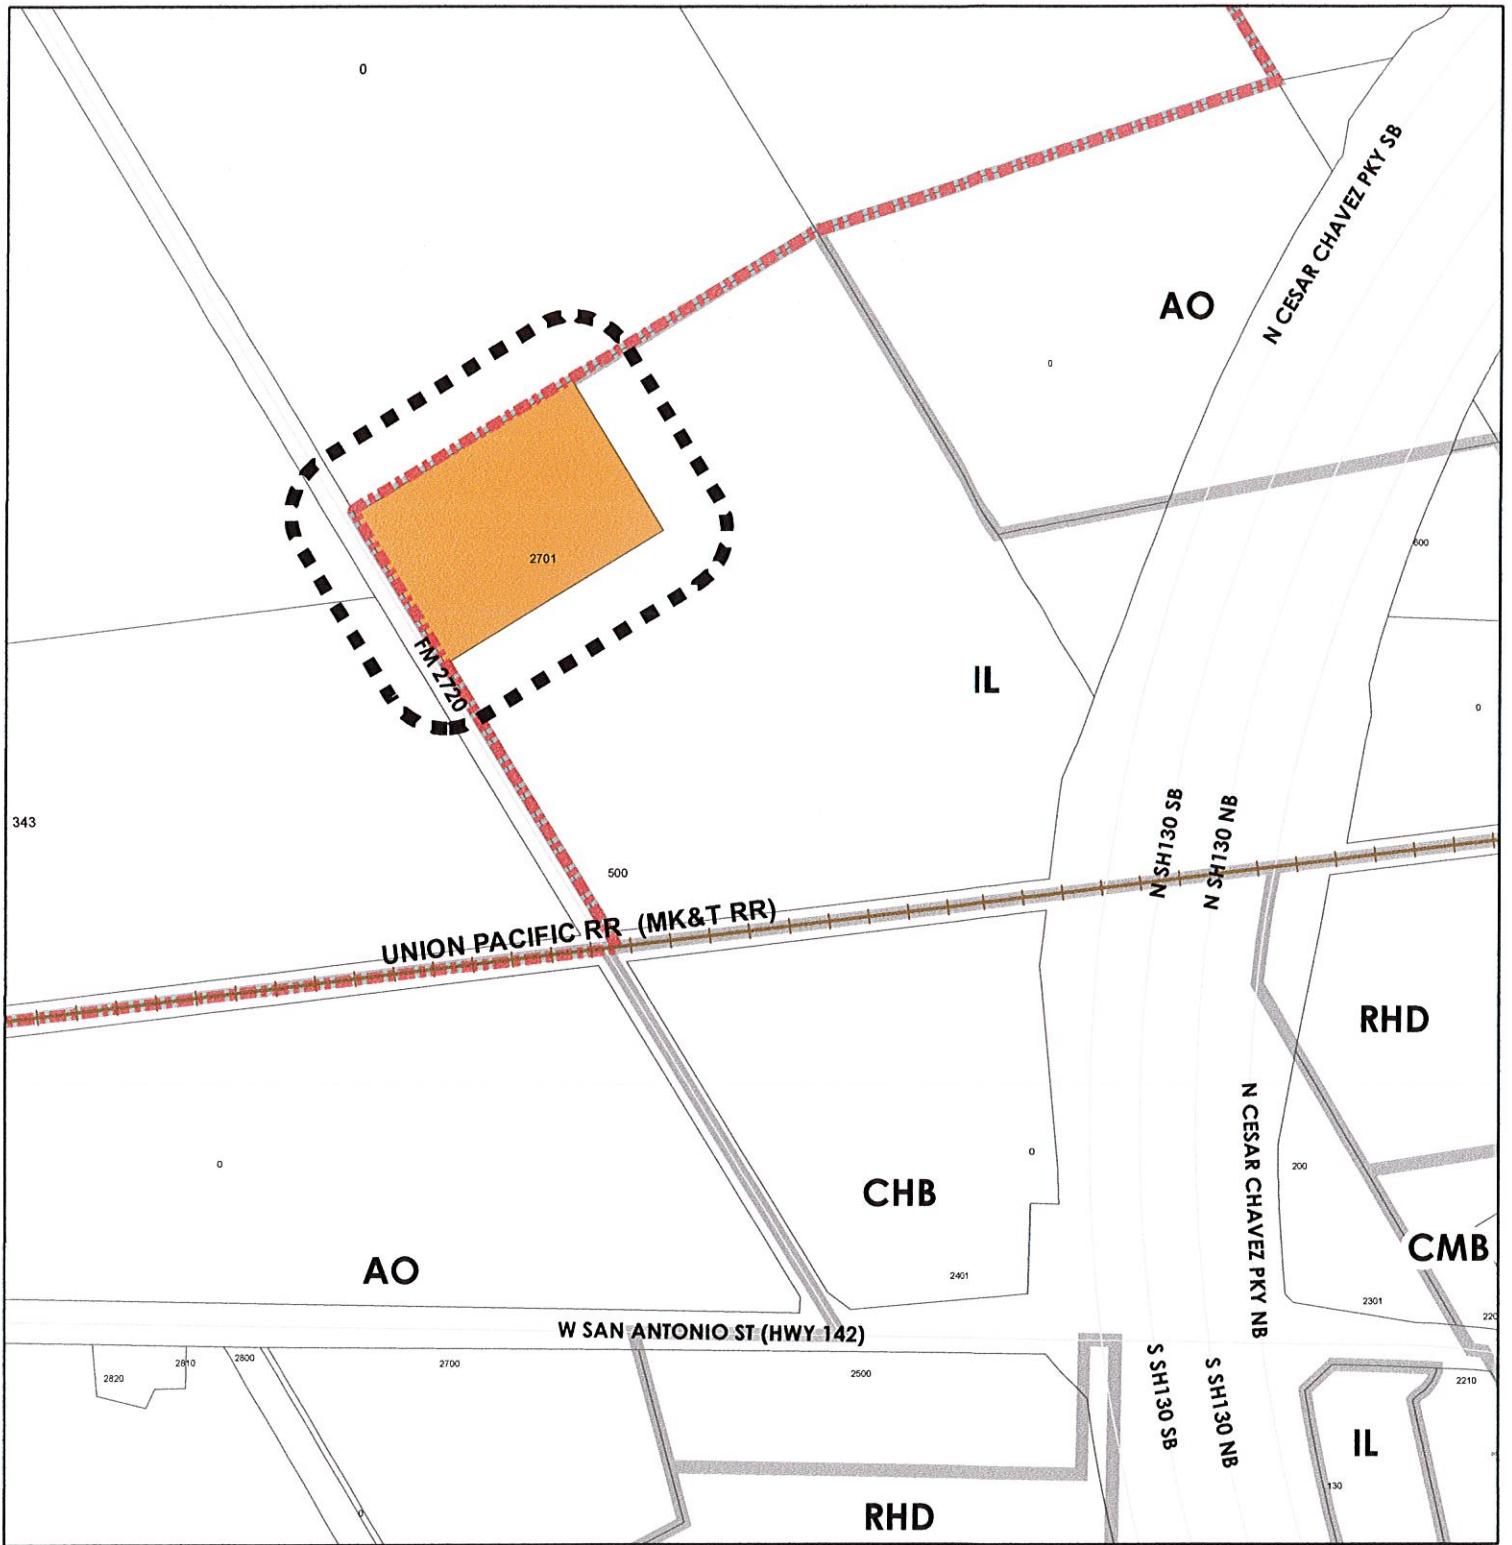 0
N CESAR CHAVEZ PKY SB
AO
0
600
2701
FM 2720
IL
0
N SH130 SB
N SH130 NB
343
500
UNION PACIFIC RR (MK&T RR)
RHD
N CESAR CHAVEZ PKY NB
0
0
200
CHB
CMB
AO
2401
2301
220
W SAN ANTONIO ST (HWY 142)
2810
2800
2700
2500
2820
S SH130 SB
S SH130 NB
2210
IL
130
0
RHD